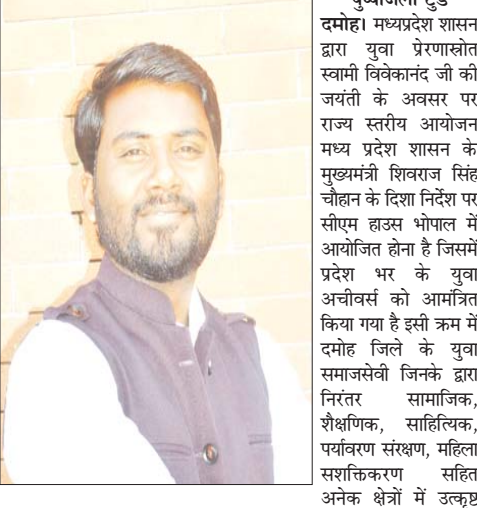 दमोह। मध्यप्रदेश शासन
द्वारा युवा प्रेरणास्रोत
स्वामी विवेकानंद जी की
जयंती के अवसर पर
राज्य स्तरीय आयोजन
मध्य प्रदेश शासन के
मुख्यमंत्री शिवराज सिंह
चौहान के दिशा निर्देश पर
सीएम हाउस भोपाल में
आयोजित होना है जिसमें
प्रदेश भर के युवा
अचीवर्स को आमंत्रित
किया गया है इसी क्रम में
दमोह जिले के युवा
समाजसेवी जिनके द्वारा
निरंतर सामाजिक,
शैक्षणिक, साहित्यिक,
पर्यावरण संरक्षण, महिला
सशक्तिकरण सहित
अनेक क्षेत्रों में उत्कृष्ट